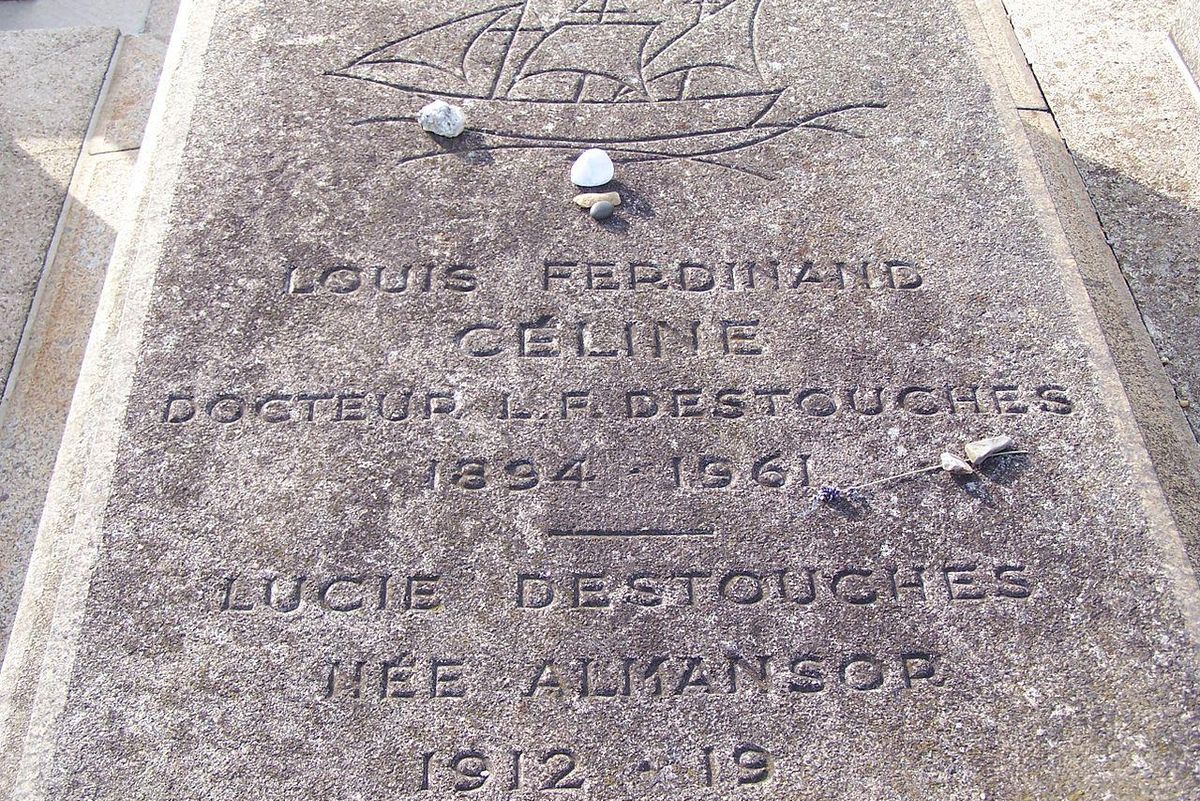 LOUIS FERDINAND
CÉLINE
DOCTEUR L.F. DESTOUCHES
1894 - 1961
LUCIE DESTOUCHES
NÉE ALMANSOR
1912 - 19